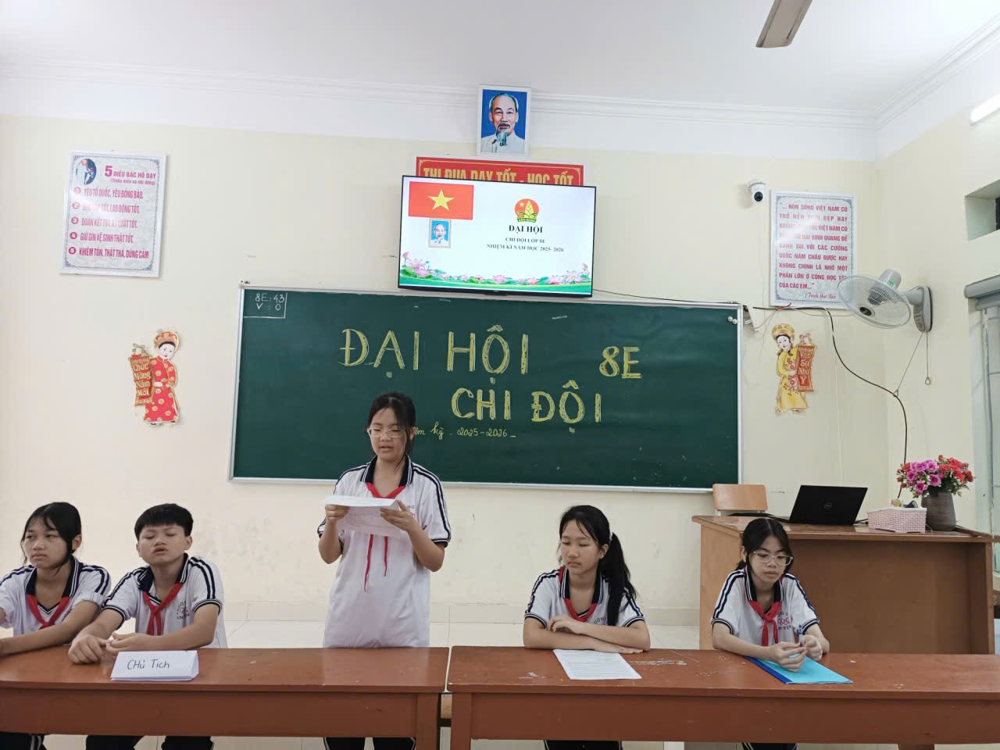 5 ĐIỀU BÁC HỒ DẠY
(Thiếu niên và nhi đồng)
1 YÊU TỔ QUỐC, YÊU ĐỒNG BÀO.
2 HỌC TẬP TỐT, LAO ĐỘNG TỐT.
3 ĐOÀN KẾT TỐT, KỶ LUẬT TỐT.
4 GIỮ GÌN VỆ SINH THẬT TỐT.
5 KHIÊM TỐN, THẬT THÀ, DŨNG CẢM
THI ĐUA DẠY TỐT - HỌC TỐT
ĐẠI HỘI
CHI ĐỘI LỚP 8E
NHIỆM KÌ NĂM HỌC 2025- 2026
"... NON SÔNG VIỆT NAM CÓ
TRỞ NÊN TƯƠI ĐẸP HAY
KHÔNG, DÂN TỘC VIỆT NAM CÓ
BƯỚC TỚI ĐÀI VINH QUANG ĐỂ
SÁNH VAI VỚI CÁC CƯỜNG
QUỐC NĂM CHÂU ĐƯỢC HAY
KHÔNG CHÍNH LÀ NHỜ MỘT
PHẦN LỚN Ở CÔNG HỌC TẬP
CỦA CÁC EM..."
(Trích thư Bác
8E: 43
V : 0
ĐẠI HỘI 8E
CHI ĐỘI
m kỳ - 2025-2026 -
Chúc
Mừng
Năm
Mới
Vạn
Sự
Như
Ý
CHủ TịCH
DELL